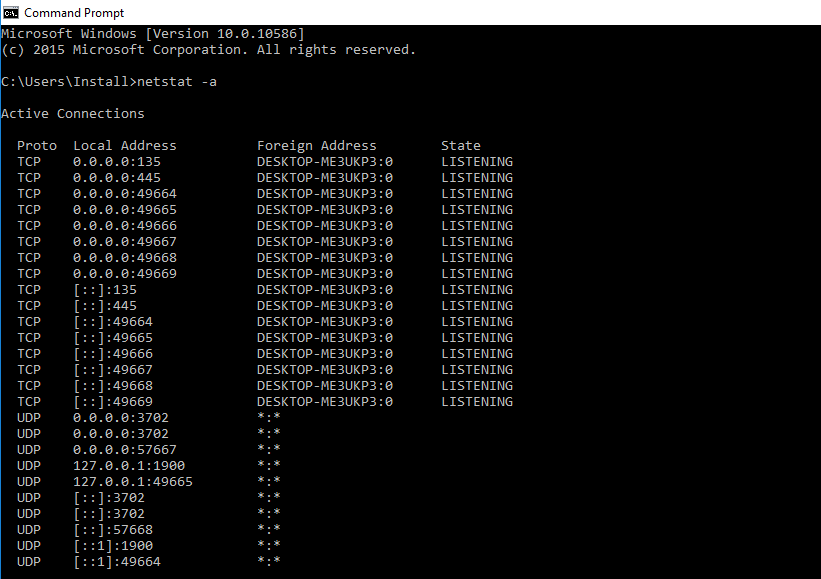 Command Prompt
Microsoft Windows [Version 10.0.10586]
(c) 2015 Microsoft Corporation. All rights reserved.
C:\Users\Install>netstat -a
Active Connections
Proto  Local Address          Foreign Address        State
TCP    0.0.0.0:135            DESKTOP-ME3UKP3:0      LISTENING
TCP    0.0.0.0:445            DESKTOP-ME3UKP3:0      LISTENING
TCP    0.0.0.0:49664          DESKTOP-ME3UKP3:0      LISTENING
TCP    0.0.0.0:49665          DESKTOP-ME3UKP3:0      LISTENING
TCP    0.0.0.0:49666          DESKTOP-ME3UKP3:0      LISTENING
TCP    0.0.0.0:49667          DESKTOP-ME3UKP3:0      LISTENING
TCP    0.0.0.0:49668          DESKTOP-ME3UKP3:0      LISTENING
TCP    0.0.0.0:49669          DESKTOP-ME3UKP3:0      LISTENING
TCP    [::]:135               DESKTOP-ME3UKP3:0      LISTENING
TCP    [::]:445               DESKTOP-ME3UKP3:0      LISTENING
TCP    [::]:49664             DESKTOP-ME3UKP3:0      LISTENING
TCP    [::]:49665             DESKTOP-ME3UKP3:0      LISTENING
TCP    [::]:49666             DESKTOP-ME3UKP3:0      LISTENING
TCP    [::]:49667             DESKTOP-ME3UKP3:0      LISTENING
TCP    [::]:49668             DESKTOP-ME3UKP3:0      LISTENING
TCP    [::]:49669             DESKTOP-ME3UKP3:0      LISTENING
UDP    0.0.0.0:3702           *:*
UDP    0.0.0.0:3702           *:*
UDP    0.0.0.0:57667          *:*
UDP    127.0.0.1:1900         *:*
UDP    127.0.0.1:49665        *:*
UDP    [::]:3702              *:*
UDP    [::]:3702              *:*
UDP    [::]:57668             *:*
UDP    [::1]:1900             *:*
UDP    [::1]:49664            *:*